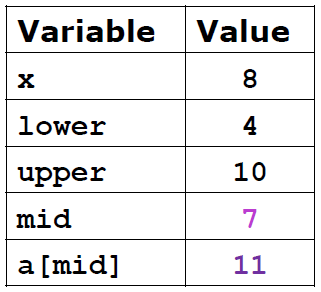 Variable Value
x 8
lower 4
upper 10
mid 7
a[mid] 11